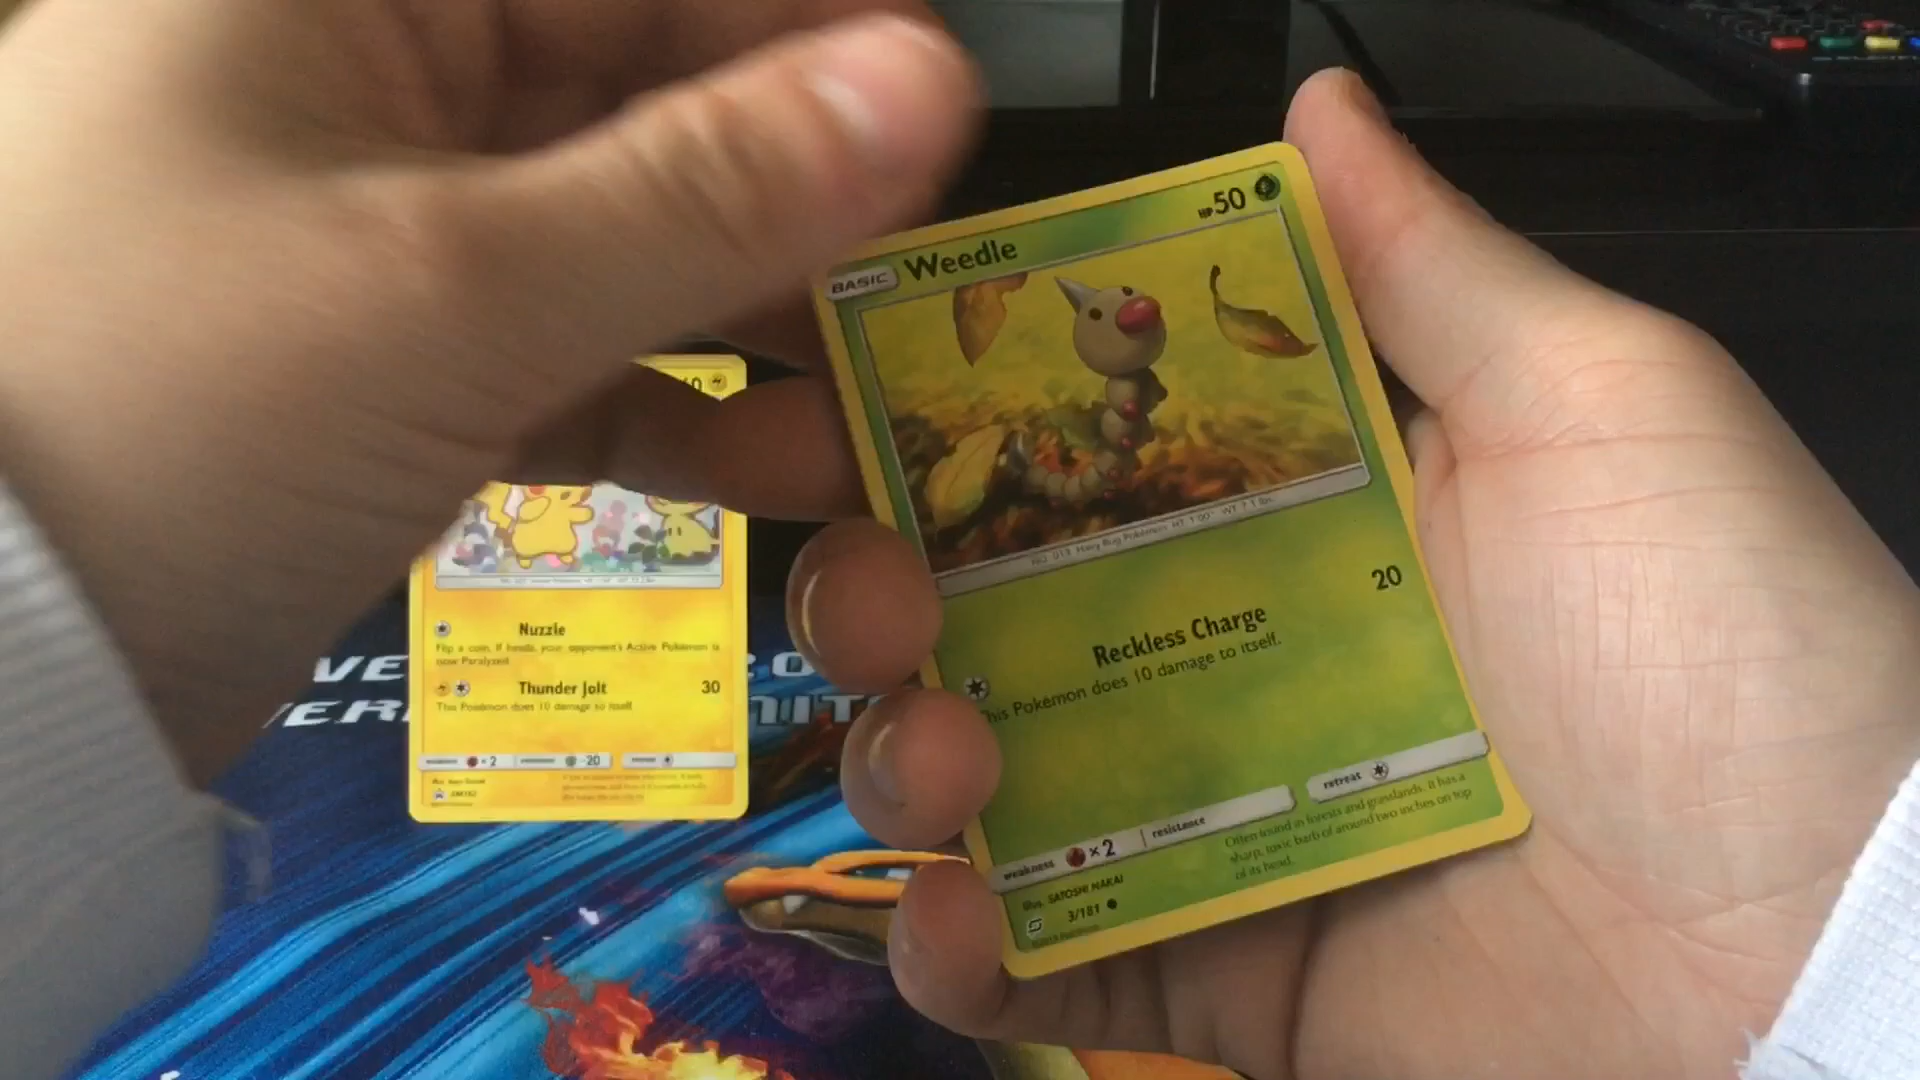 BASIC Weedle HP 50
NO. 013 Hairy Bug Pokémon HT 1'00" WT 7.1 lbs.
Reckless Charge 20
This Pokémon does 10 damage to itself.
weakness ×2 resistance retreat
Often found in forests and grasslands. It has a
sharp, toxic barb of around two inches on top
of its head.
illus. SATOSHI NAKAI
3/181
Nuzzle
Flip a coin. If heads, your opponent's Active Pokémon is
now Paralyzed.
Thunder Jolt 30
This Pokémon does 10 damage to itself.
×2 -20
VE